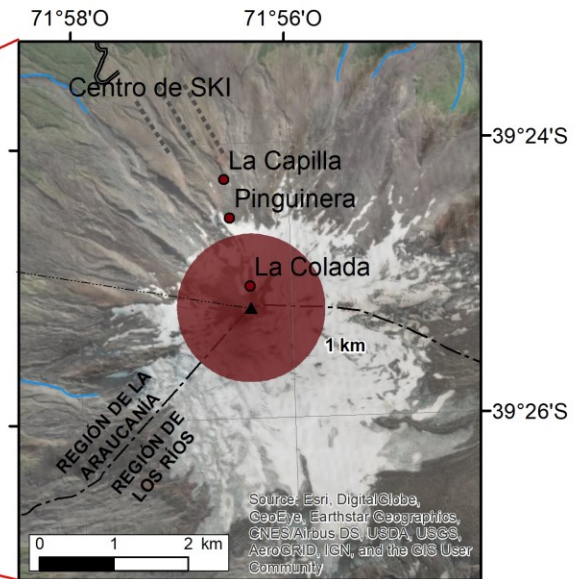 71°58'O
71°56'O
Centro de SKI
-39°24'S
La Capilla
Pinguinera
La Colada
1 km
REGIÓN DE LA
ARAUCANÍA
REGIÓN DE
LOS RÍOS
-39°26'S
Source: Esri, DigitalGlobe,
GeoEye, Earthstar Geographics,
CNES/Airbus DS, USDA, USGS,
AeroGRID, IGN, and the GIS User
Community
0 1 2 km